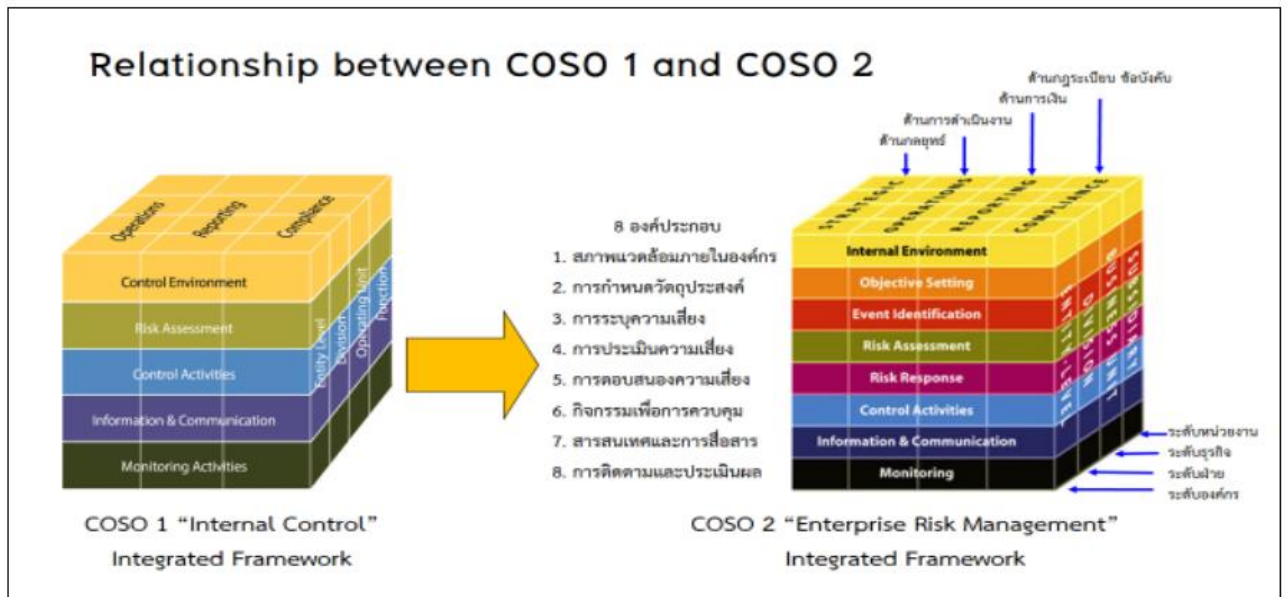 Relationship between COSO 1 and COSO 2
ด้านกฎระเบียบ ข้อบังคับ
ด้านการเงิน
ด้านการดำเนินงาน
ด้านกลยุทธ์
Operations
Reporting
Compliance
Control Environment
Risk Assessment
Control Activities
Information & Communication
Monitoring Activities
Entity Level
Division
Operating Unit
Function
COSO 1 “Internal Control”
Integrated Framework
8 องค์ประกอบ
1. สภาพแวดล้อมภายในองค์กร
2. การกำหนดวัตถุประสงค์
3. การระบุความเสี่ยง
4. การประเมินความเสี่ยง
5. การตอบสนองความเสี่ยง
6. กิจกรรมเพื่อการควบคุม
7. สารสนเทศและการสื่อสาร
8. การติดตามและประเมินผล
STRATEGIC
OPERATIONS
REPORTING
COMPLIANCE
Internal Environment
Objective Setting
Event Identification
Risk Assessment
Risk Response
Control Activities
Information & Communication
Monitoring
ENTITY-LEVEL
DIVISION
BUSINESS UNIT
SUBSIDIARY
ระดับหน่วยงาน
ระดับธุรกิจ
ระดับฝ่าย
ระดับองค์กร
COSO 2 “Enterprise Risk Management”
Integrated Framework